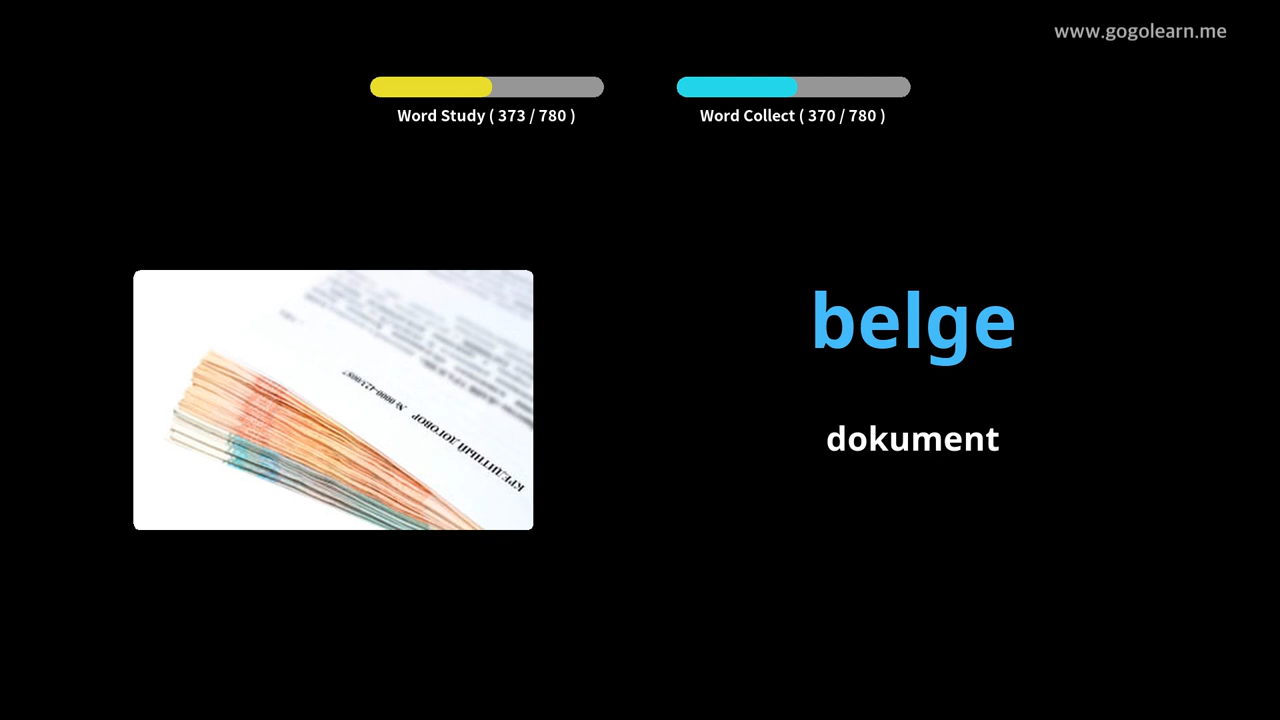 www.gogolearn.me
Word Study ( 373 / 780 )
Word Collect ( 370 / 780 )
КРЕДИТНЫЙ ДОГОВОР
belge
dokument